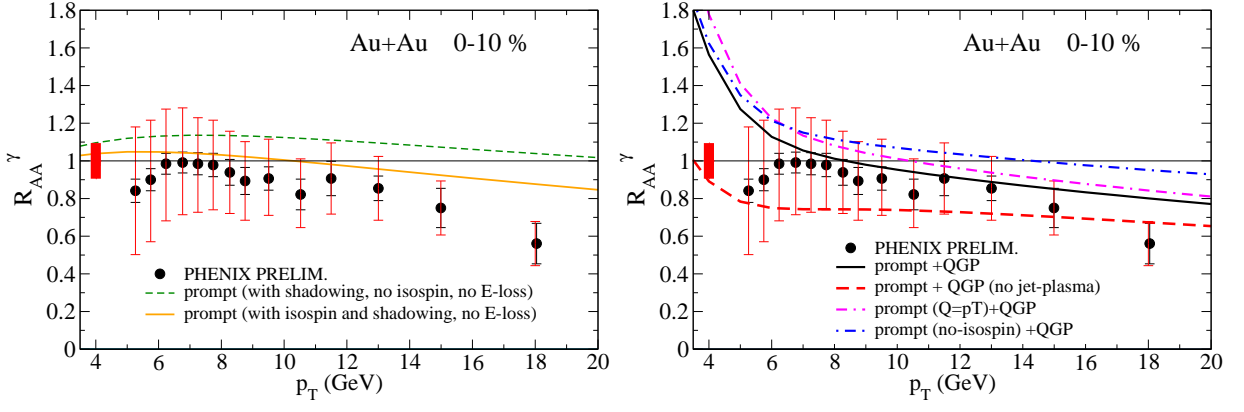 Au+Au 0-10 %
1.8
1.6
1.4
1.2
1
0.8
0.6
0.4
0.2
0
R_AA^γ
PHENIX PRELIM.
prompt (with shadowing, no isospin, no E-loss)
prompt (with isospin and shadowing, no E-loss)
4 6 8 10 12 14 16 18 20
p_T (GeV)
Au+Au 0-10 %
1.8
1.6
1.4
1.2
1
0.8
0.6
0.4
0.2
0
PHENIX PRELIM.
prompt +QGP
prompt + QGP (no jet-plasma)
prompt (Q=pT)+QGP
prompt (no-isospin) +QGP
4 6 8 10 12 14 16 18 20
p_T (GeV)